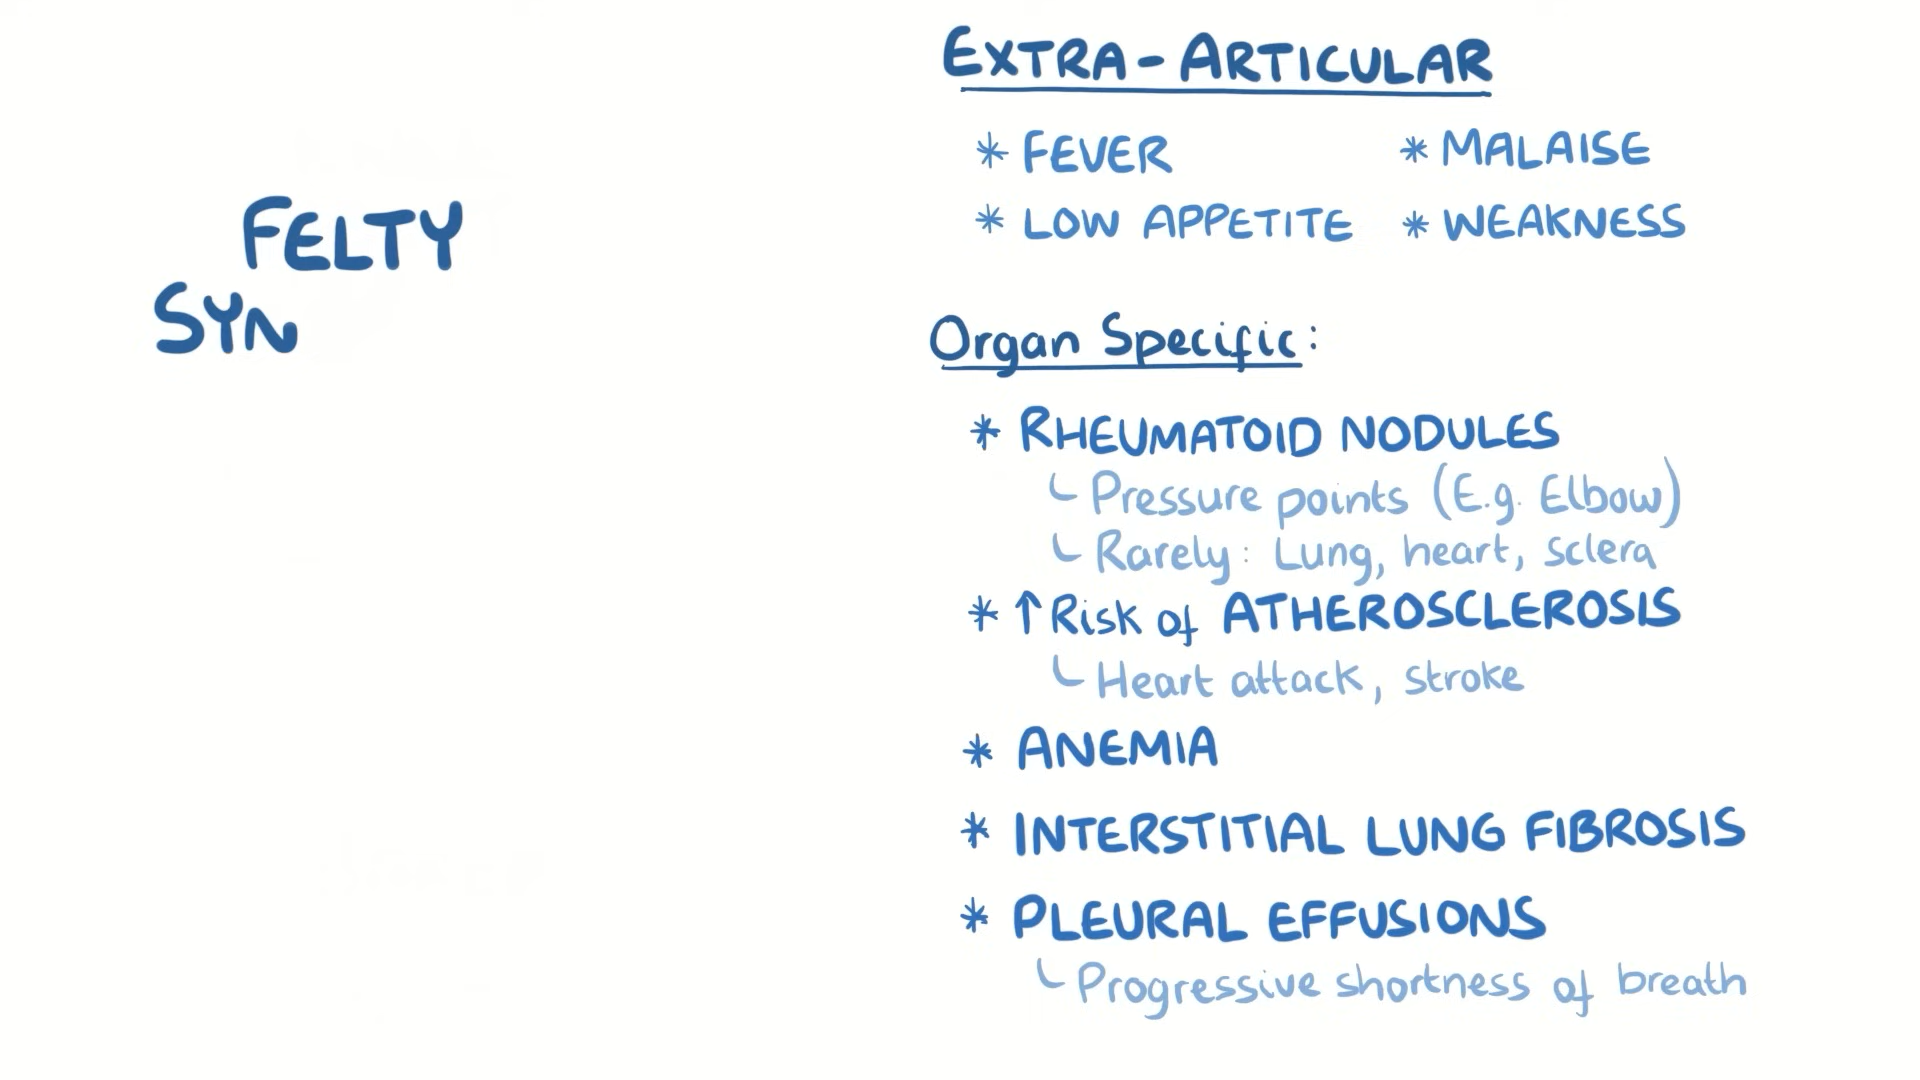 FELTY
SYN
EXTRA-ARTICULAR
* FEVER * MALAISE
* LOW APPETITE * WEAKNESS
Organ Specific:
* RHEUMATOID NODULES
Pressure points (E.g. Elbow)
Rarely: Lung, heart, sclera
* ↑ Risk of ATHEROSCLEROSIS
Heart attack, stroke
* ANEMIA
* INTERSTITIAL LUNG FIBROSIS
* PLEURAL EFFUSIONS
Progressive shortness of breath